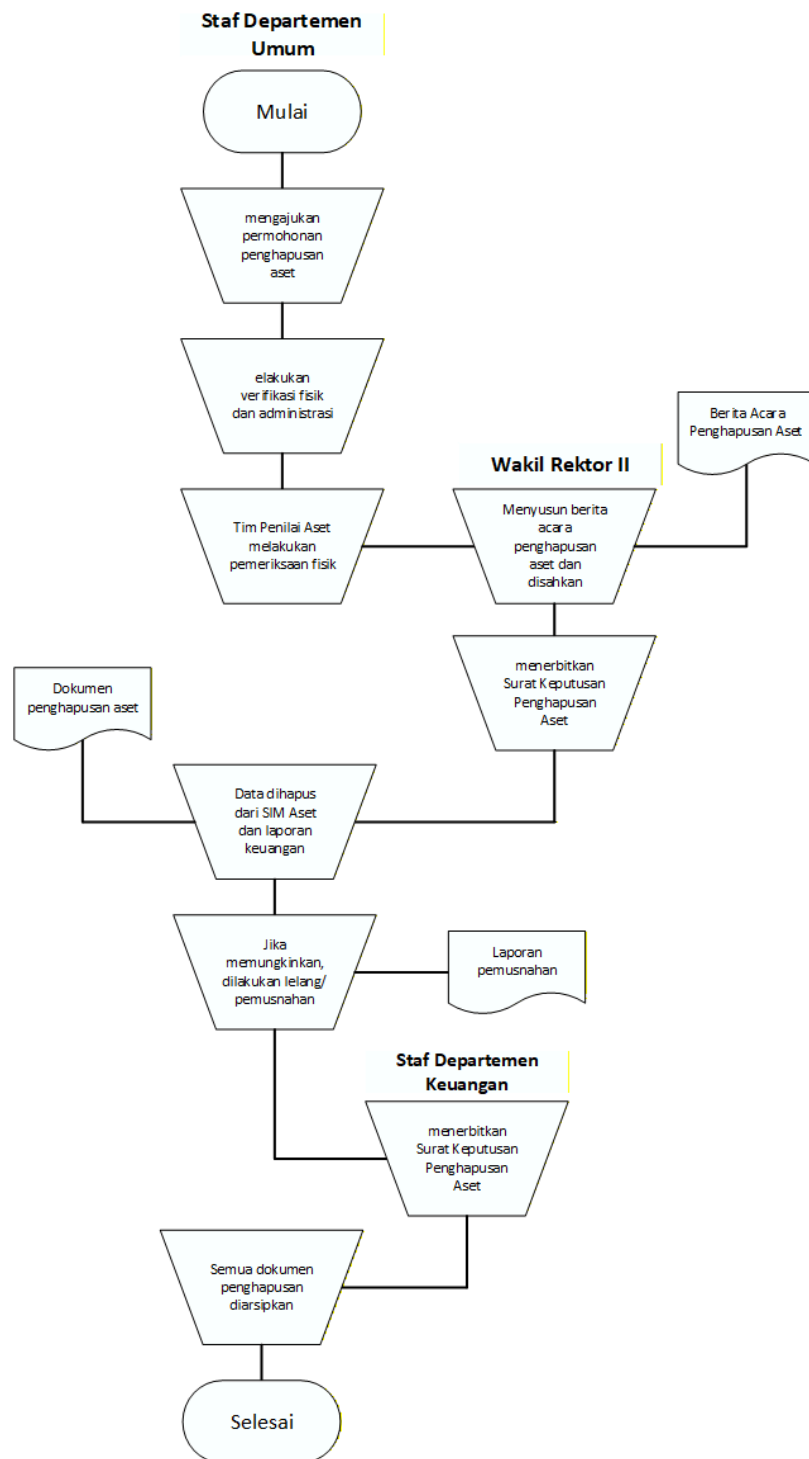 Staf Departemen
Umum
Mulai
mengajukan
permohonan
penghapusan
aset
elakukan
verifikasi fisik
dan administrasi
Berita Acara
Penghapusan Aset
Wakil Rektor II
Tim Penilai Aset
melakukan
pemeriksaan fisik
Menyusun berita
acara
penghapusan
aset dan
disahkan
menerbitkan
Surat Keputusan
Penghapusan
Aset
Dokumen
penghapusan aset
Data dihapus
dari SIM Aset
dan laporan
keuangan
Jika
memungkinkan,
dilakukan lelang/
pemusnahan
Laporan
pemusnahan
Staf Departemen
Keuangan
menerbitkan
Surat Keputusan
Penghapusan
Aset
Semua dokumen
penghapusan
diarsipkan
Selesai